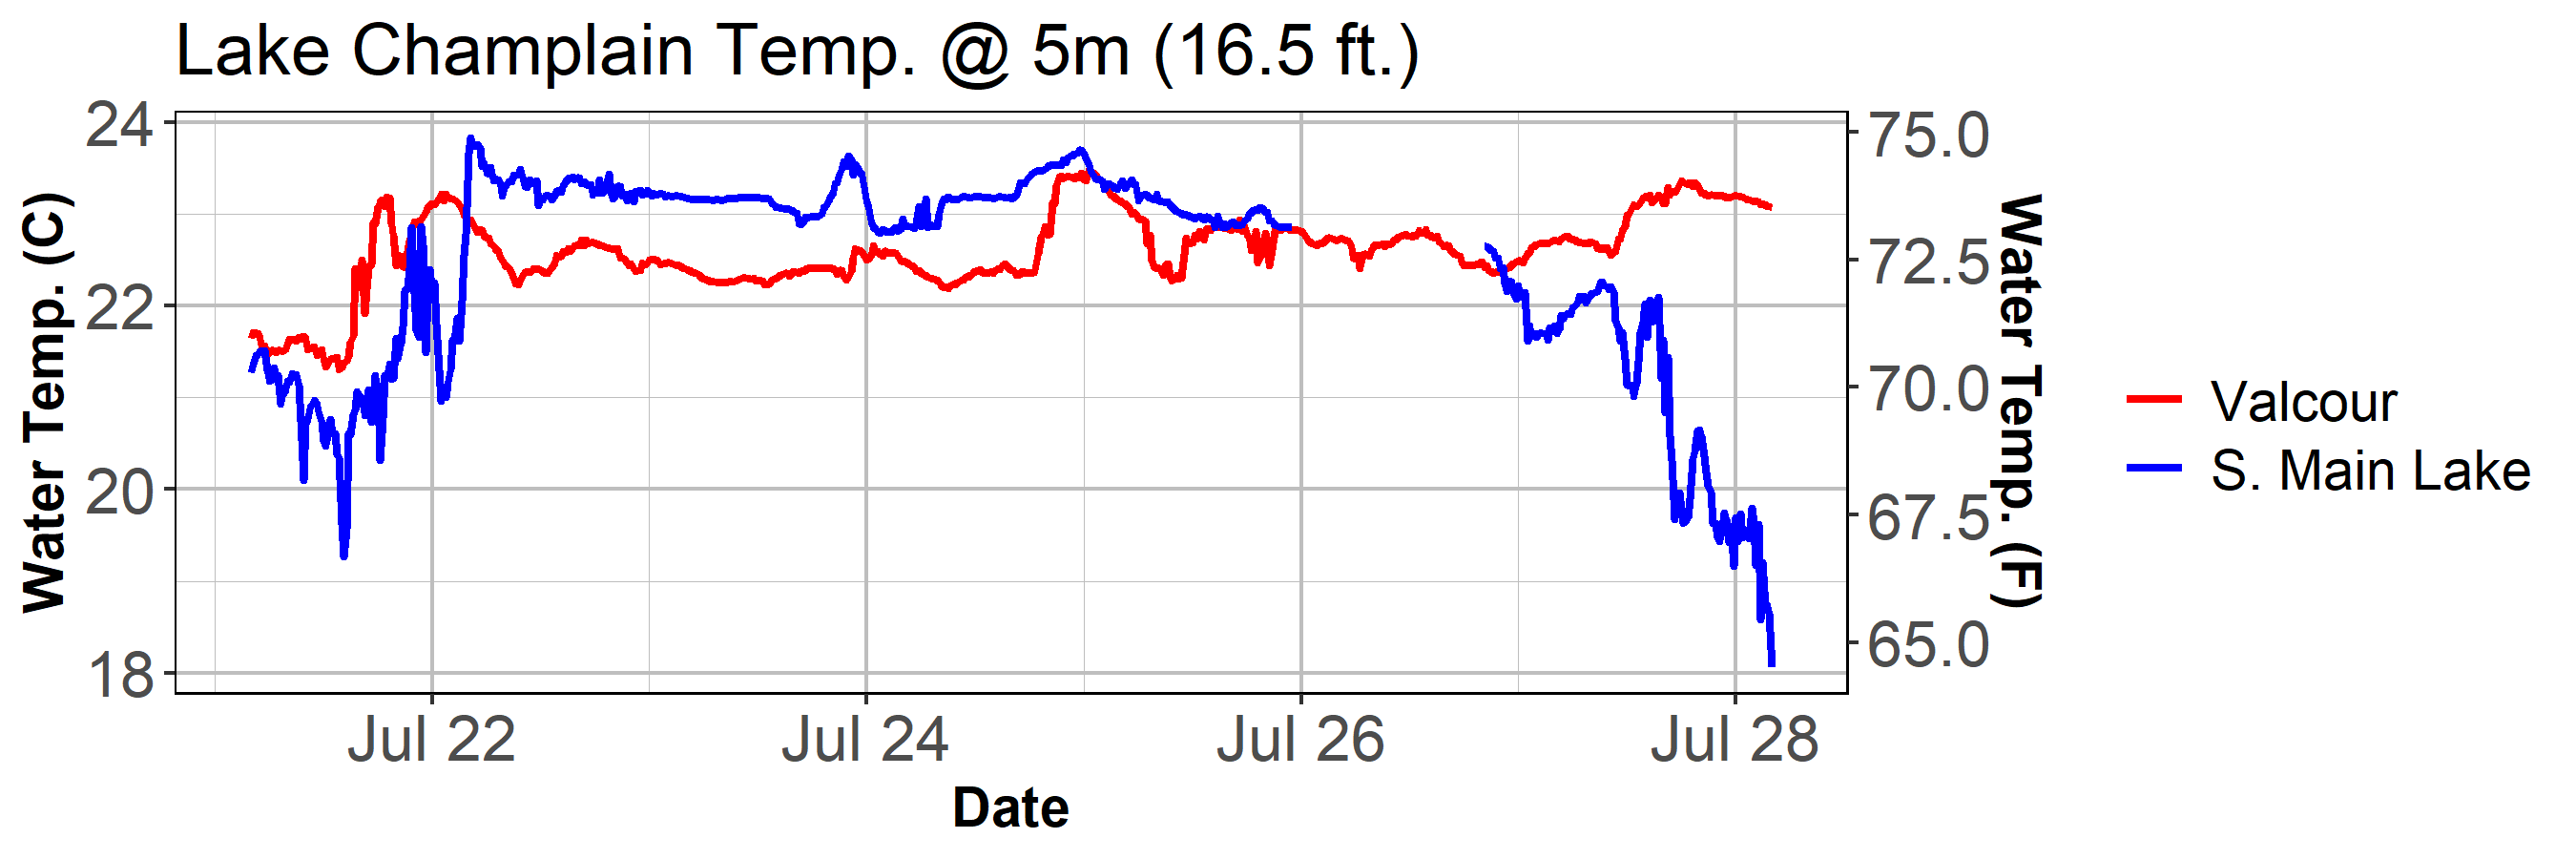 Lake Champlain Temp. @ 5m (16.5 ft.)
Water Temp. (C)
24
22
20
18
75.0
72.5
70.0
67.5
65.0
Water Temp. (F)
Valcour
S. Main Lake
Jul 22
Jul 24
Jul 26
Jul 28
Date